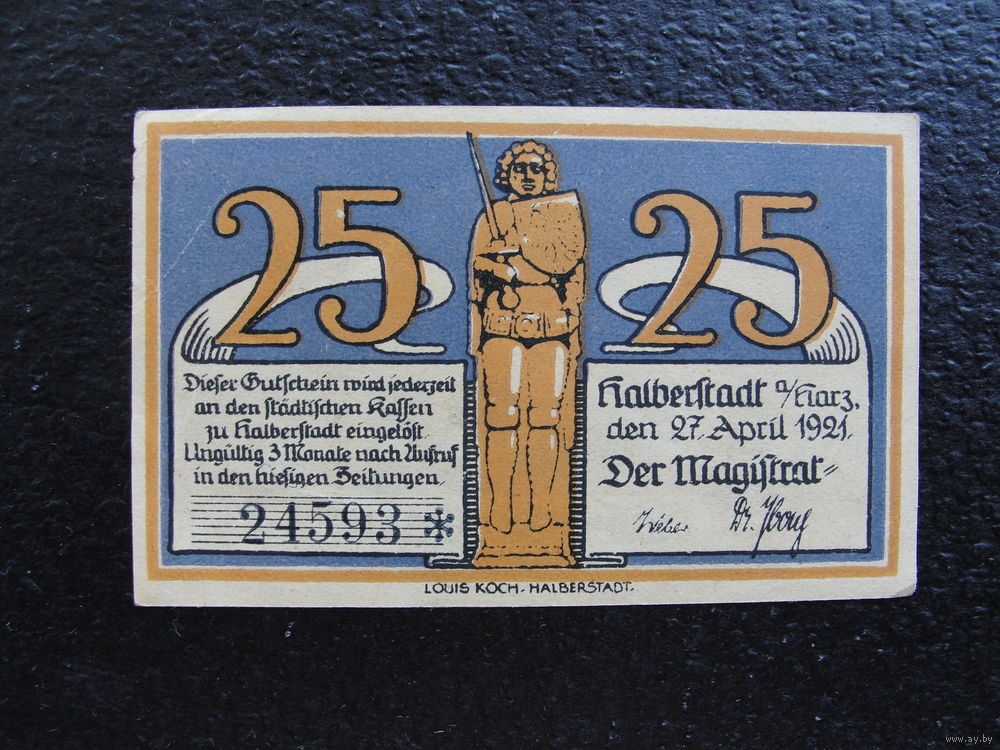 25
25
Dieser Gutschein wird jederzeit
an den städtischen Kassen
zu Halberstadt eingelöst.
Ungültig 3 Monate nach Aufruf
in den hiesigen Zeitungen
24593 *
Halberstadt a/Harz,
den 27. April 1921.
Der Magistrat
Dr.
LOUIS KOCH - HALBERSTADT.
www.ay.by